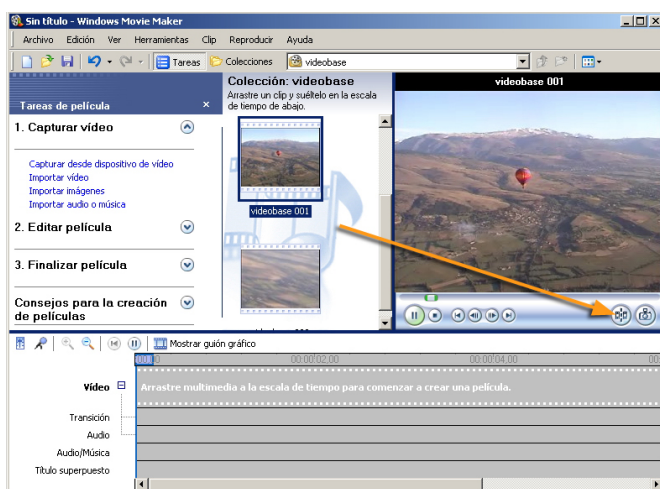 Sin título - Windows Movie Maker
Archivo Edición Ver Herramientas Clip Reproducir Ayuda
Tareas Colecciones videobase
Tareas de película
1. Capturar vídeo
Capturar desde dispositivo de vídeo
Importar vídeo
Importar imágenes
Importar audio o música
2. Editar película
3. Finalizar película
Consejos para la creación
de películas
Colección: videobase
Arrastre un clip y suéltelo en la escala
de tiempo de abajo.
videobase 001
videobase 001
Mostrar guión gráfico
00:00'02,00 00:00'04,00
Vídeo Arrastre multimedia a la escala de tiempo para comenzar a crear una película.
Transición
Audio
Audio/Música
Título superpuesto